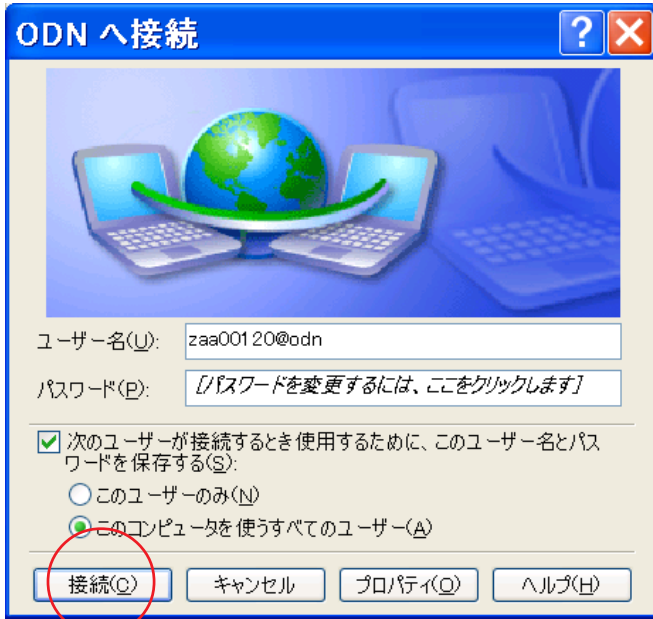 ODN へ接続
ユーザー名(U): zaa00120@odn
パスワード(P): [パスワードを変更するには、ここをクリックします]
次のユーザーが接続するとき使用するために、このユーザー名とパス
ワードを保存する(S):
このユーザーのみ(N)
このコンピュータを使うすべてのユーザー(A)
接続(C) キャンセル プロパティ(O) ヘルプ(H)